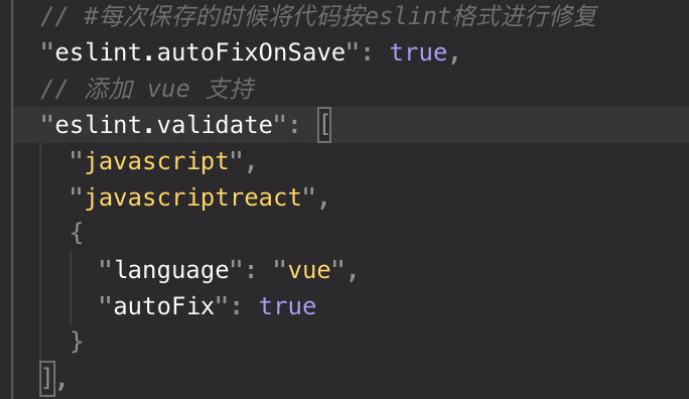 // #每次保存的时候将代码按eslint格式进行修复
"eslint.autoFixOnSave": true,
// 添加 vue 支持
"eslint.validate": [
"javascript",
"javascriptreact",
{
"language": "vue",
"autoFix": true
}
],